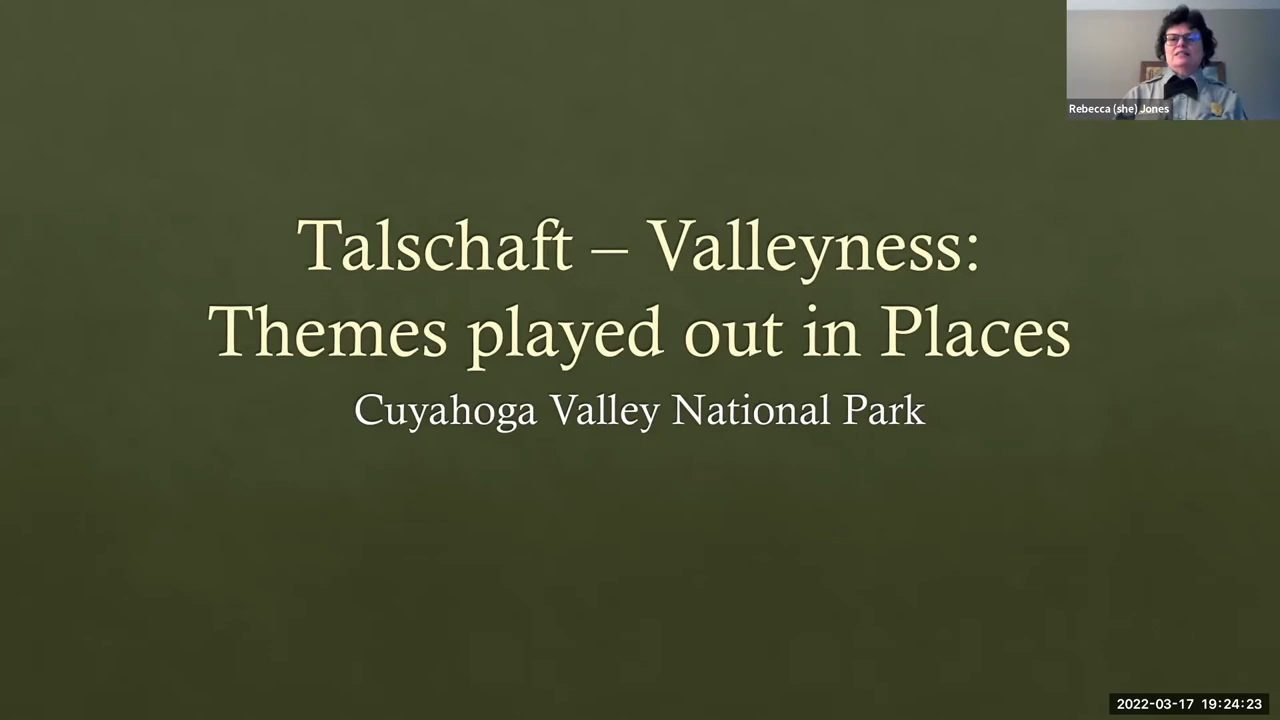 Rebecca (she) Jones
Talschaft – Valleyness:
Themes played out in Places
Cuyahoga Valley National Park
2022-03-17 19:24:23